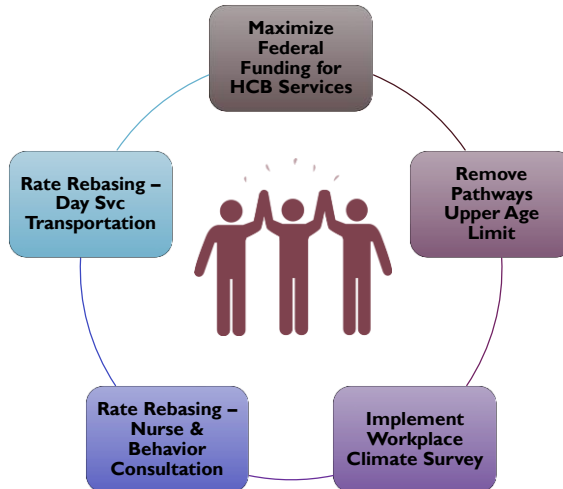 Maximize
Federal
Funding for
HCB Services
Remove
Pathways
Upper Age
Limit
Implement
Workplace
Climate Survey
Rate Rebasing –
Nurse &
Behavior
Consultation
Rate Rebasing –
Day Svc
Transportation